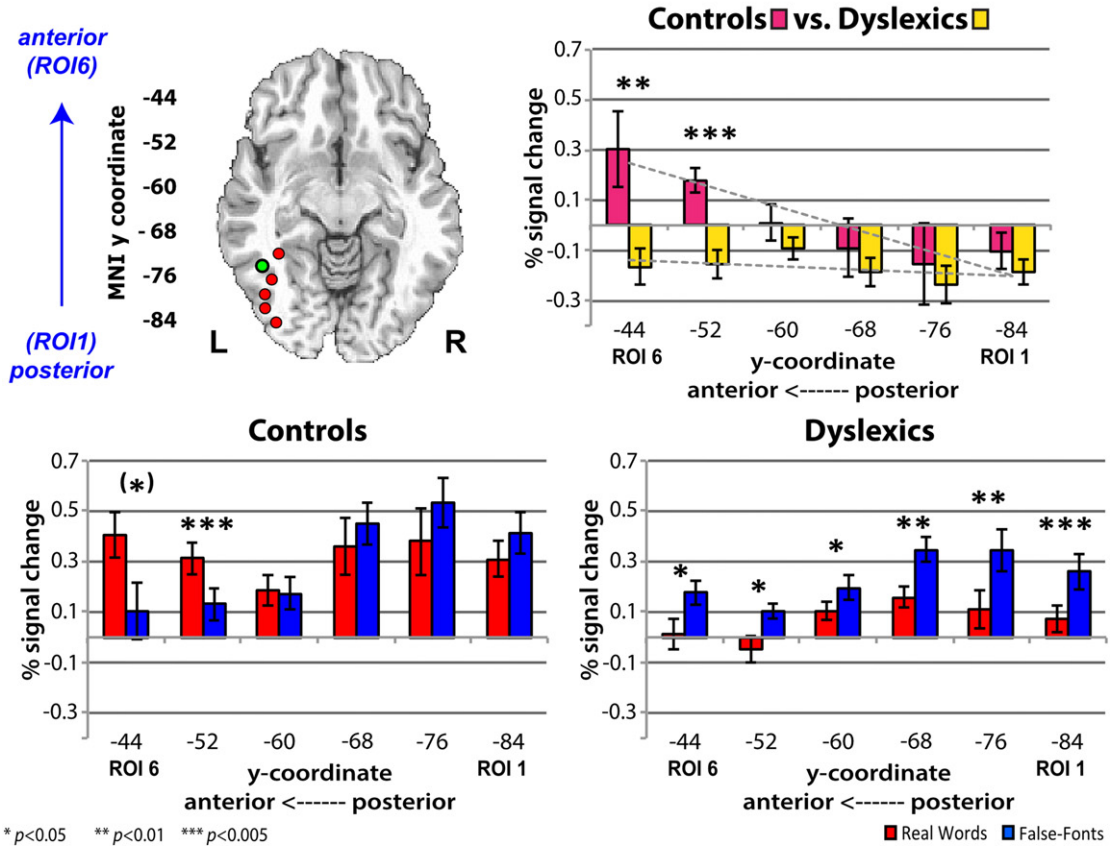 anterior
(ROI6)
(ROI1)
posterior
MNI y coordinate
-44
-52
-60
-68
-76
-84
L
R
Controls vs. Dyslexics
% signal change
0.7
0.5
0.3
0.1
-0.1
-0.3
**
***
-44 -52 -60 -68 -76 -84
ROI 6 y-coordinate ROI 1
anterior <------ posterior
Controls
% signal change
0.7
0.5
0.3
0.1
-0.1
-0.3
(*)
***
-44 -52 -60 -68 -76 -84
ROI 6 y-coordinate ROI 1
anterior <------ posterior
Dyslexics
% signal change
0.7
0.5
0.3
0.1
-0.1
-0.3
* * * ** ** ***
-44 -52 -60 -68 -76 -84
ROI 6 y-coordinate ROI 1
anterior <------ posterior
* p<0.05 ** p<0.01 *** p<0.005
Real Words False-Fonts